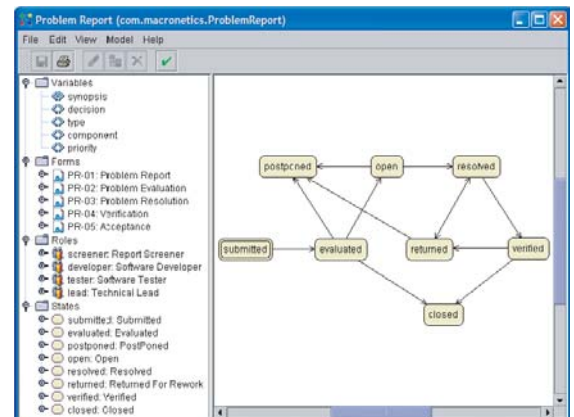 Problem Report (com.macronetics.ProblemReport)
File Edit View Model Help
Variables
synopsis
decision
type
component
priority
Forms
PR-01: Problem Report
PR-02: Problem Evaluation
PR-03: Problem Resolution
PR-04: Verification
PR-05: Acceptance
Roles
screener: Report Screener
developer: Software Developer
tester: Software Tester
lead: Technical Lead
States
submitted: Submitted
evaluated: Evaluated
postponed: PostPoned
open: Open
resolved: Resolved
returned: Returned For Rework
verified: Verified
closed: Closed
postponed open resolved
submitted evaluated returned verified
closed